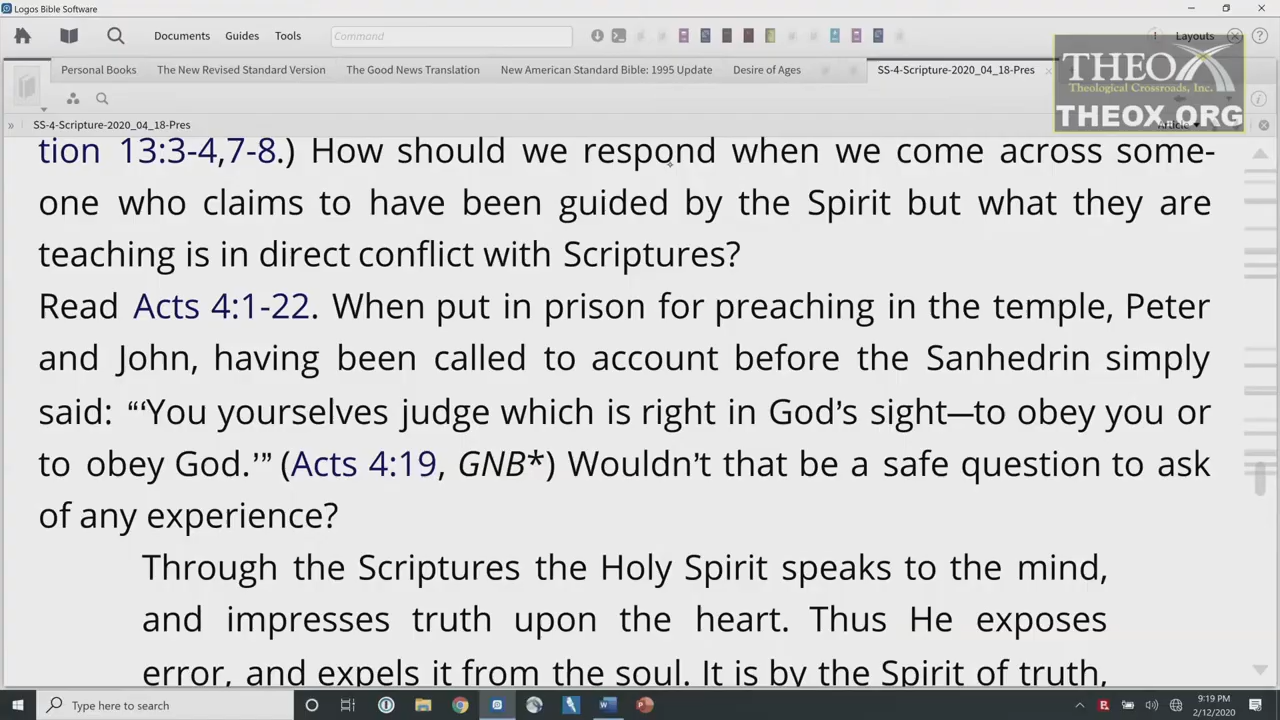 Logos Bible Software
Documents Guides Tools Command Layouts
Personal Books The New Revised Standard Version The Good News Translation New American Standard Bible: 1995 Update Desire of Ages SS-4-Scripture-2020_04_18-Pres
THEOX
Theological Crossroads, Inc.
THEOX.ORG
SS-4-Scripture-2020_04_18-Pres
tion 13:3-4,7-8.) How should we respond when we come across some-
one who claims to have been guided by the Spirit but what they are
teaching is in direct conflict with Scriptures?
Read Acts 4:1-22. When put in prison for preaching in the temple, Peter
and John, having been called to account before the Sanhedrin simply
said: “‘You yourselves judge which is right in God’s sight—to obey you or
to obey God.’” (Acts 4:19, GNB*) Wouldn’t that be a safe question to ask
of any experience?
Through the Scriptures the Holy Spirit speaks to the mind,
and impresses truth upon the heart. Thus He exposes
error, and expels it from the soul. It is by the Spirit of truth,
Type here to search
9:19 PM
2/12/2020